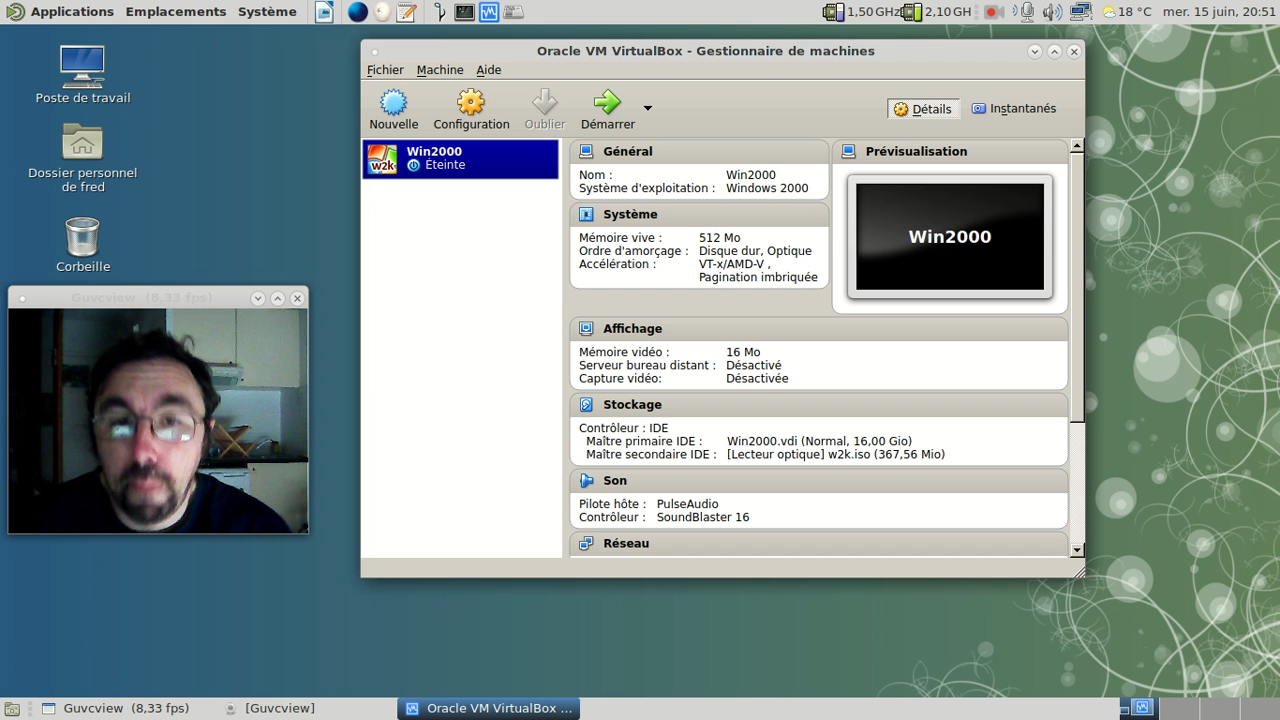 Applications Emplacements Système
1,50 GHz 2,10 GH 18 °C mer. 15 juin, 20:51
Poste de travail
Dossier personnel
de fred
Corbeille
Guvcview (8,33 fps)
Oracle VM VirtualBox - Gestionnaire de machines
Fichier Machine Aide
Nouvelle Configuration Oublier Démarrer
Détails Instantanés
w2k
Win2000
Éteinte
Général
Nom : Win2000
Système d'exploitation : Windows 2000
Système
Mémoire vive : 512 Mo
Ordre d'amorçage : Disque dur, Optique
Accélération : VT-x/AMD-V ,
Pagination imbriquée
Prévisualisation
Win2000
Affichage
Mémoire vidéo : 16 Mo
Serveur bureau distant : Désactivé
Capture vidéo: Désactivée
Stockage
Contrôleur : IDE
Maître primaire IDE : Win2000.vdi (Normal, 16,00 Gio)
Maître secondaire IDE : [Lecteur optique] w2k.iso (367,56 Mio)
Son
Pilote hôte : PulseAudio
Contrôleur : SoundBlaster 16
Réseau
Guvcview (8,33 fps) [Guvcview] Oracle VM VirtualBox ...